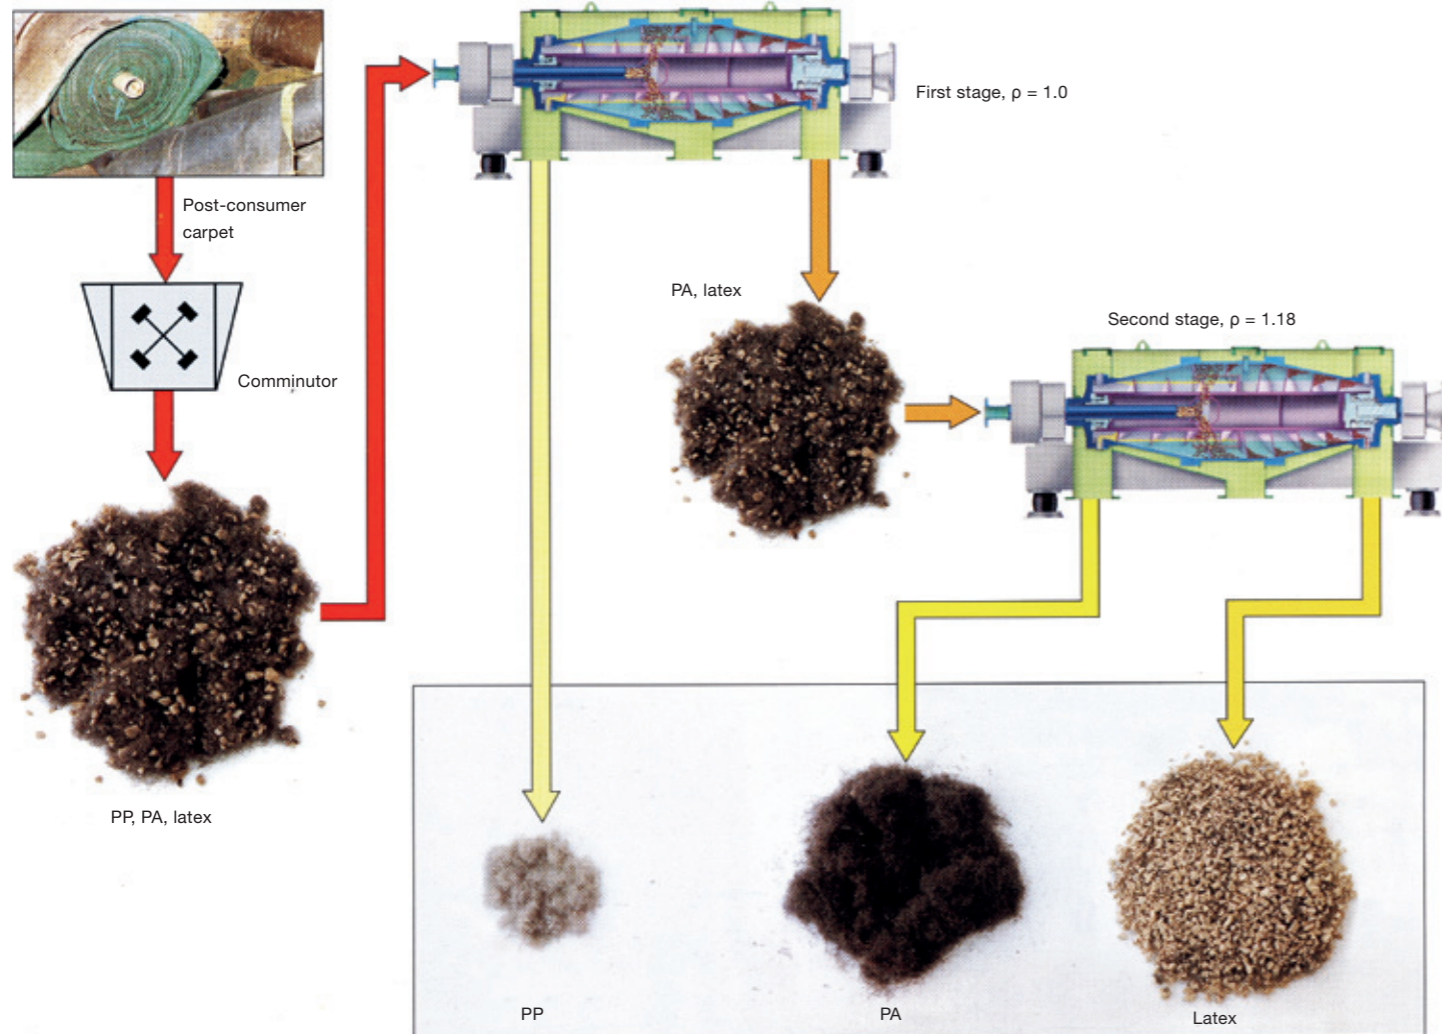 First stage, ρ = 1.0
Post-consumer
carpet
PA, latex
Second stage, ρ = 1.18
Comminutor
PP, PA, latex
PP
PA
Latex